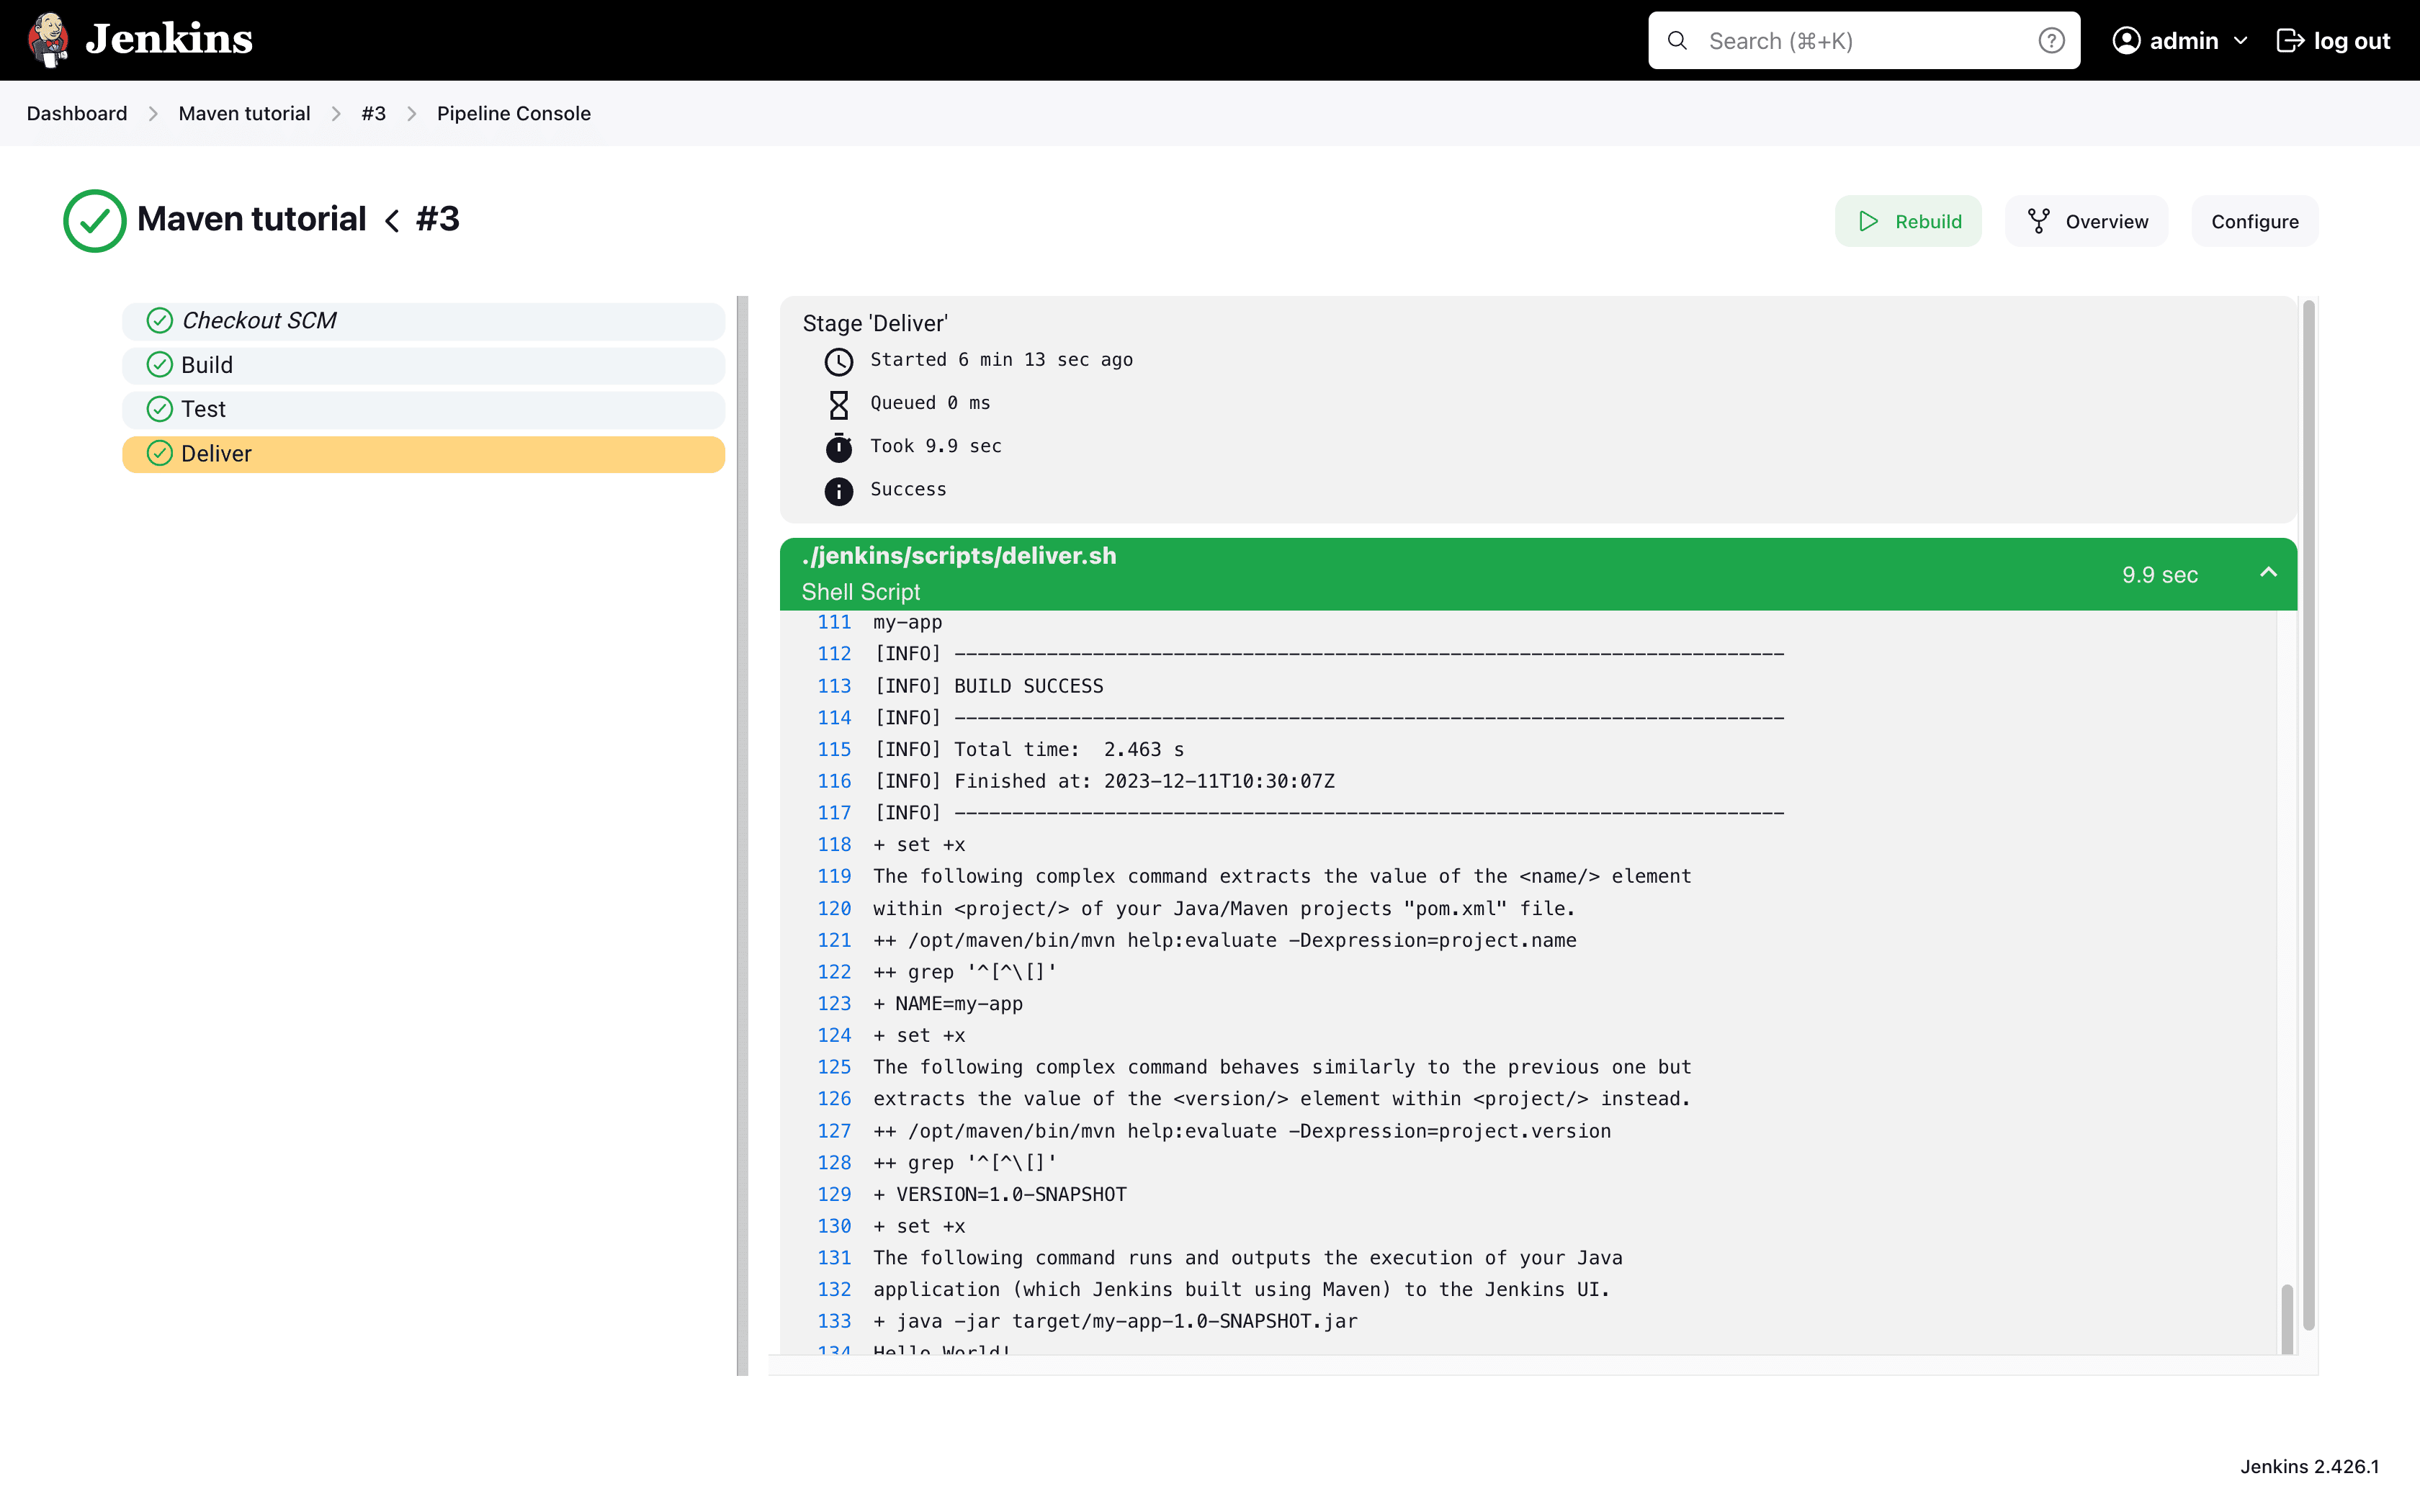 Jenkins
Search (⌘+K)
admin
log out
Dashboard
Maven tutorial
#3
Pipeline Console
Maven tutorial < #3
Rebuild
Overview
Configure
Checkout SCM
Build
Test
Deliver
Stage 'Deliver'
Started 6 min 13 sec ago
Queued 0 ms
Took 9.9 sec
Success
./jenkins/scripts/deliver.sh
Shell Script
9.9 sec
111 my-app
112 [INFO] ------------------------------------------------------------------------
113 [INFO] BUILD SUCCESS
114 [INFO] ------------------------------------------------------------------------
115 [INFO] Total time:  2.463 s
116 [INFO] Finished at: 2023-12-11T10:30:07Z
117 [INFO] ------------------------------------------------------------------------
118 + set +x
119 The following complex command extracts the value of the <name/> element
120 within <project/> of your Java/Maven projects "pom.xml" file.
121 ++ /opt/maven/bin/mvn help:evaluate -Dexpression=project.name
122 ++ grep '^[^\[]'
123 + NAME=my-app
124 + set +x
125 The following complex command behaves similarly to the previous one but
126 extracts the value of the <version/> element within <project/> instead.
127 ++ /opt/maven/bin/mvn help:evaluate -Dexpression=project.version
128 ++ grep '^[^\[]'
129 + VERSION=1.0-SNAPSHOT
130 + set +x
131 The following command runs and outputs the execution of your Java
132 application (which Jenkins built using Maven) to the Jenkins UI.
133 + java -jar target/my-app-1.0-SNAPSHOT.jar
134 Hello World!
Jenkins 2.426.1